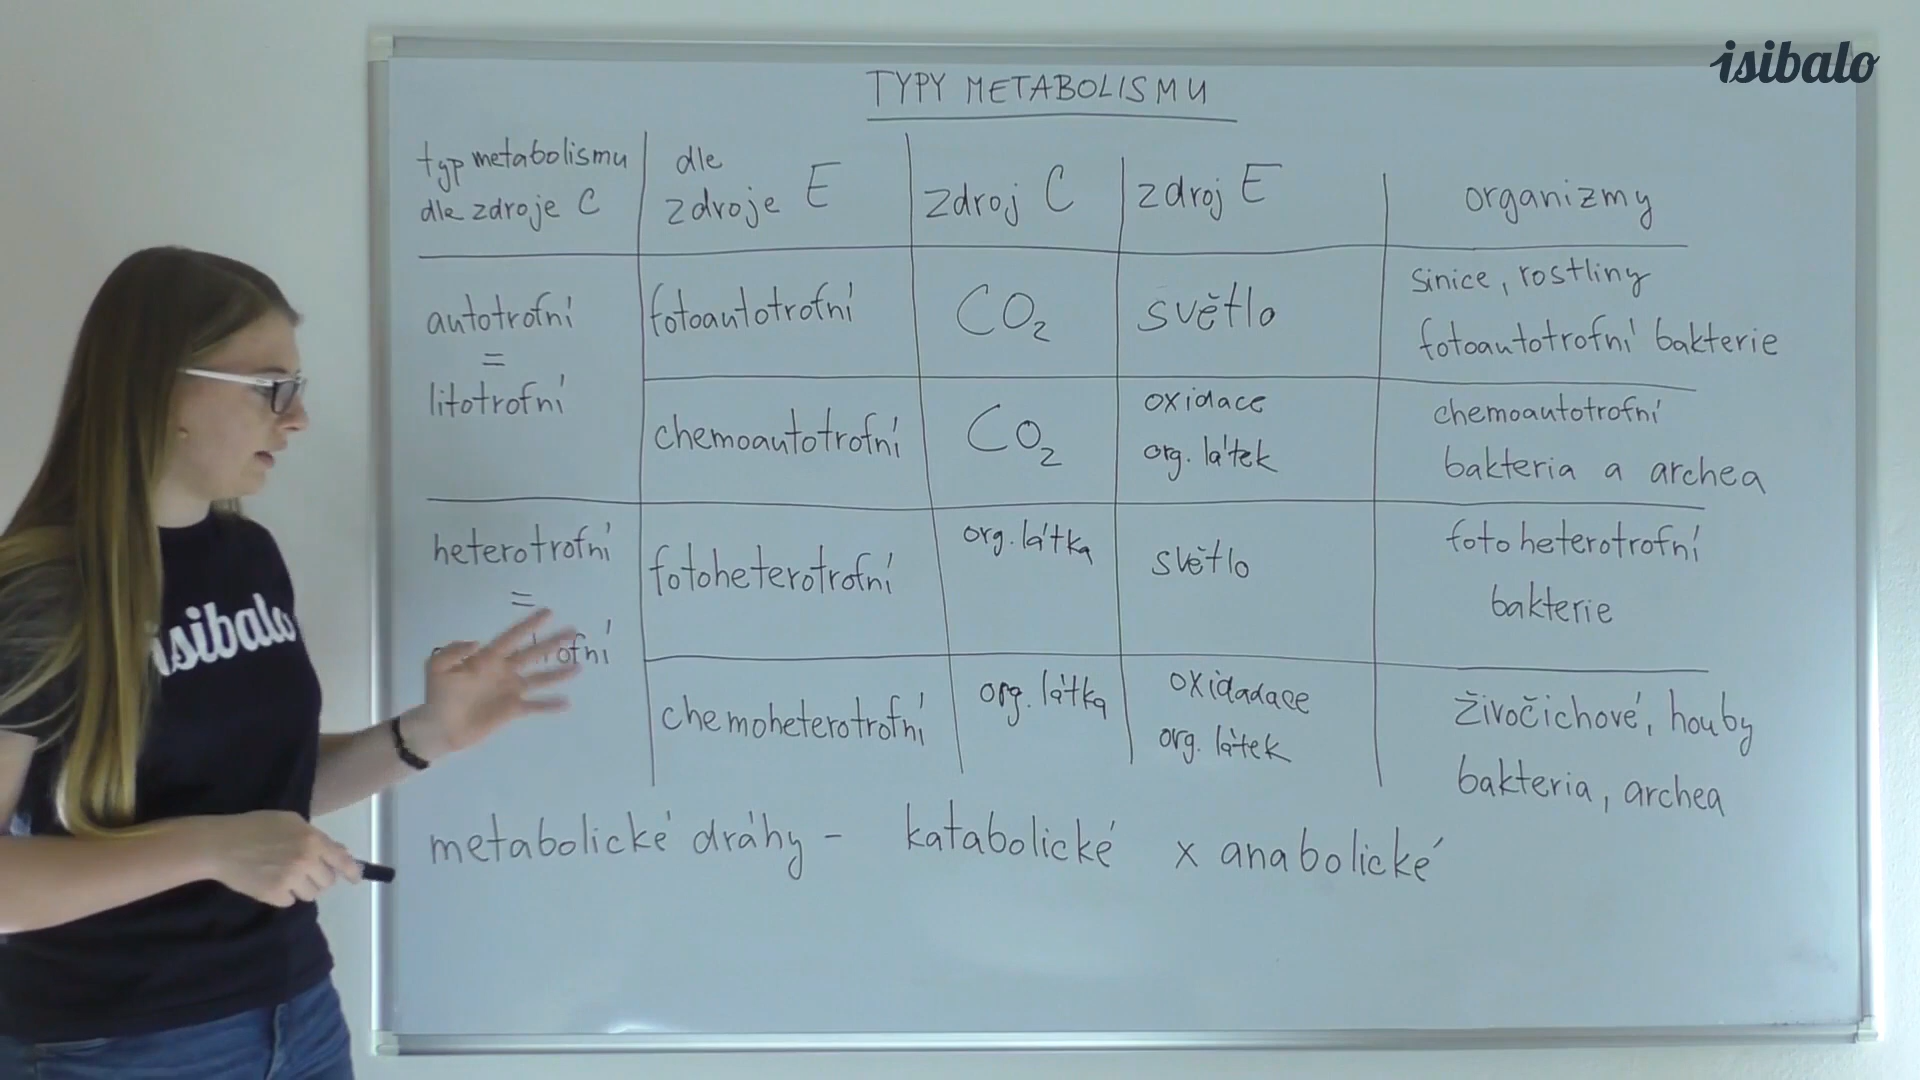 isibalo
TYPY METABOLISMU
typ metabolismu
dle zdroje C
dle
zdroje E
zdroj C
zdroj E
organizmy
autotrofní
=
litotrofní
fotoautotrofní
CO2
světlo
sinice, rostliny
fotoautotrofní bakterie
chemoautotrofní
CO2
oxidace
org. látek
chemoautotrofní
bakteria a archea
heterotrofní
=
fotoheterotrofní
org. látka
světlo
fotoheterotrofní
bakterie
chemoheterotrofní
org. látka
oxidadace
org. látek
živočichové, houby
bakteria, archea
metabolické dráhy - katabolické x anabolické
isibalo